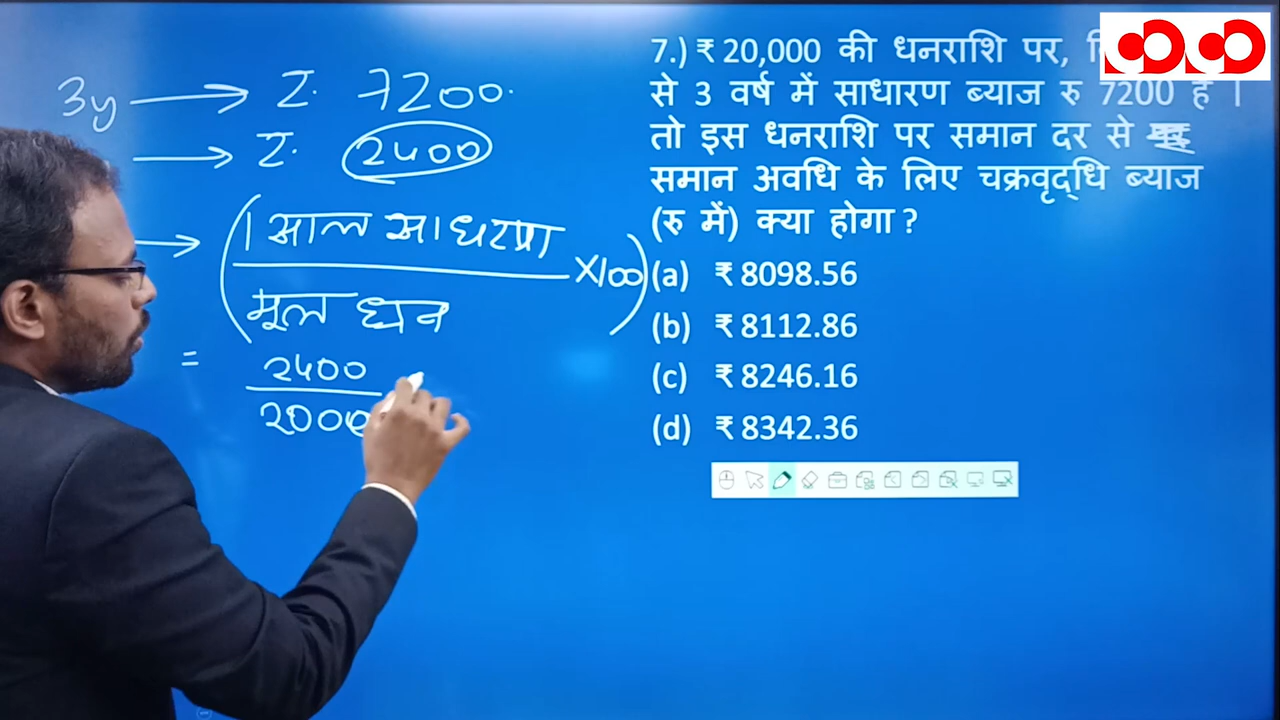 3y → ₹. 7200.
→ ₹. 2400
→ (1 साल साधारण
मूल धन
×100)
= 2400
2000
7.) ₹ 20,000 की धनराशि पर,
से 3 वर्ष में साधारण ब्याज रु 7200 है ।
तो इस धनराशि पर समान दर से
समान अवधि के लिए चक्रवृद्धि ब्याज
(रु में) क्या होगा ?
(a) ₹ 8098.56
(b) ₹ 8112.86
(c) ₹ 8246.16
(d) ₹ 8342.36